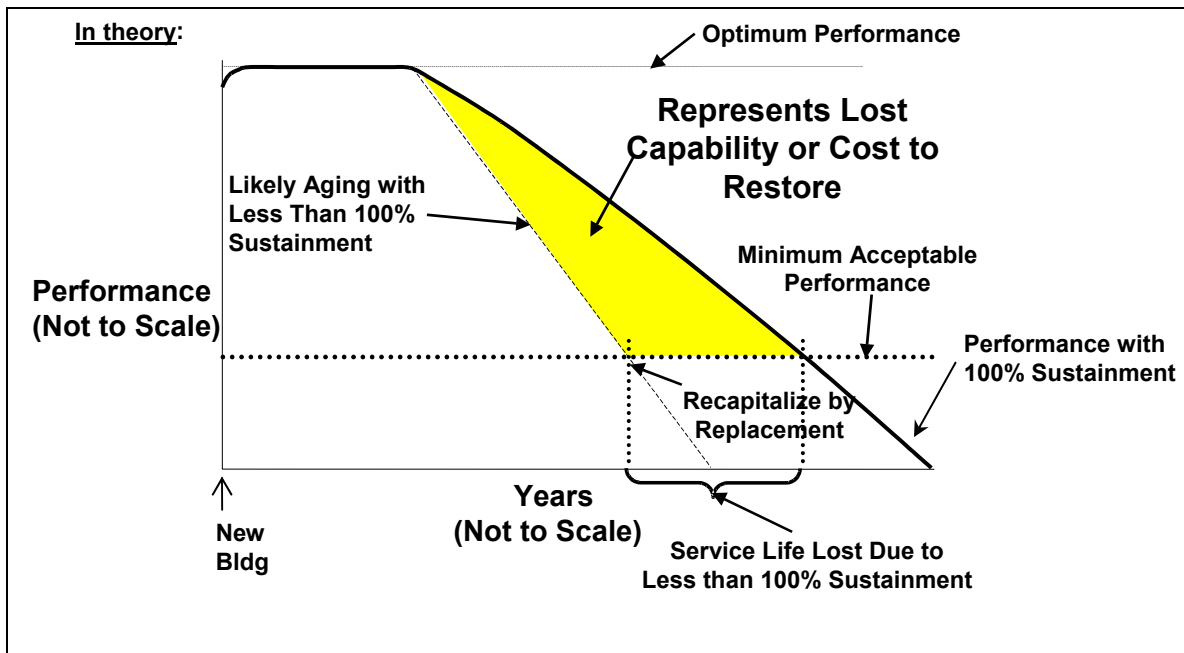 In theory:
Optimum Performance
Represents Lost
Capability or Cost to
Restore
Likely Aging with
Less Than 100%
Sustainment
Minimum Acceptable
Performance
Performance
(Not to Scale)
Performance with
100% Sustainment
Recapitalize by
Replacement
Years
(Not to Scale)
New
Bldg
Service Life Lost Due to
Less than 100% Sustainment